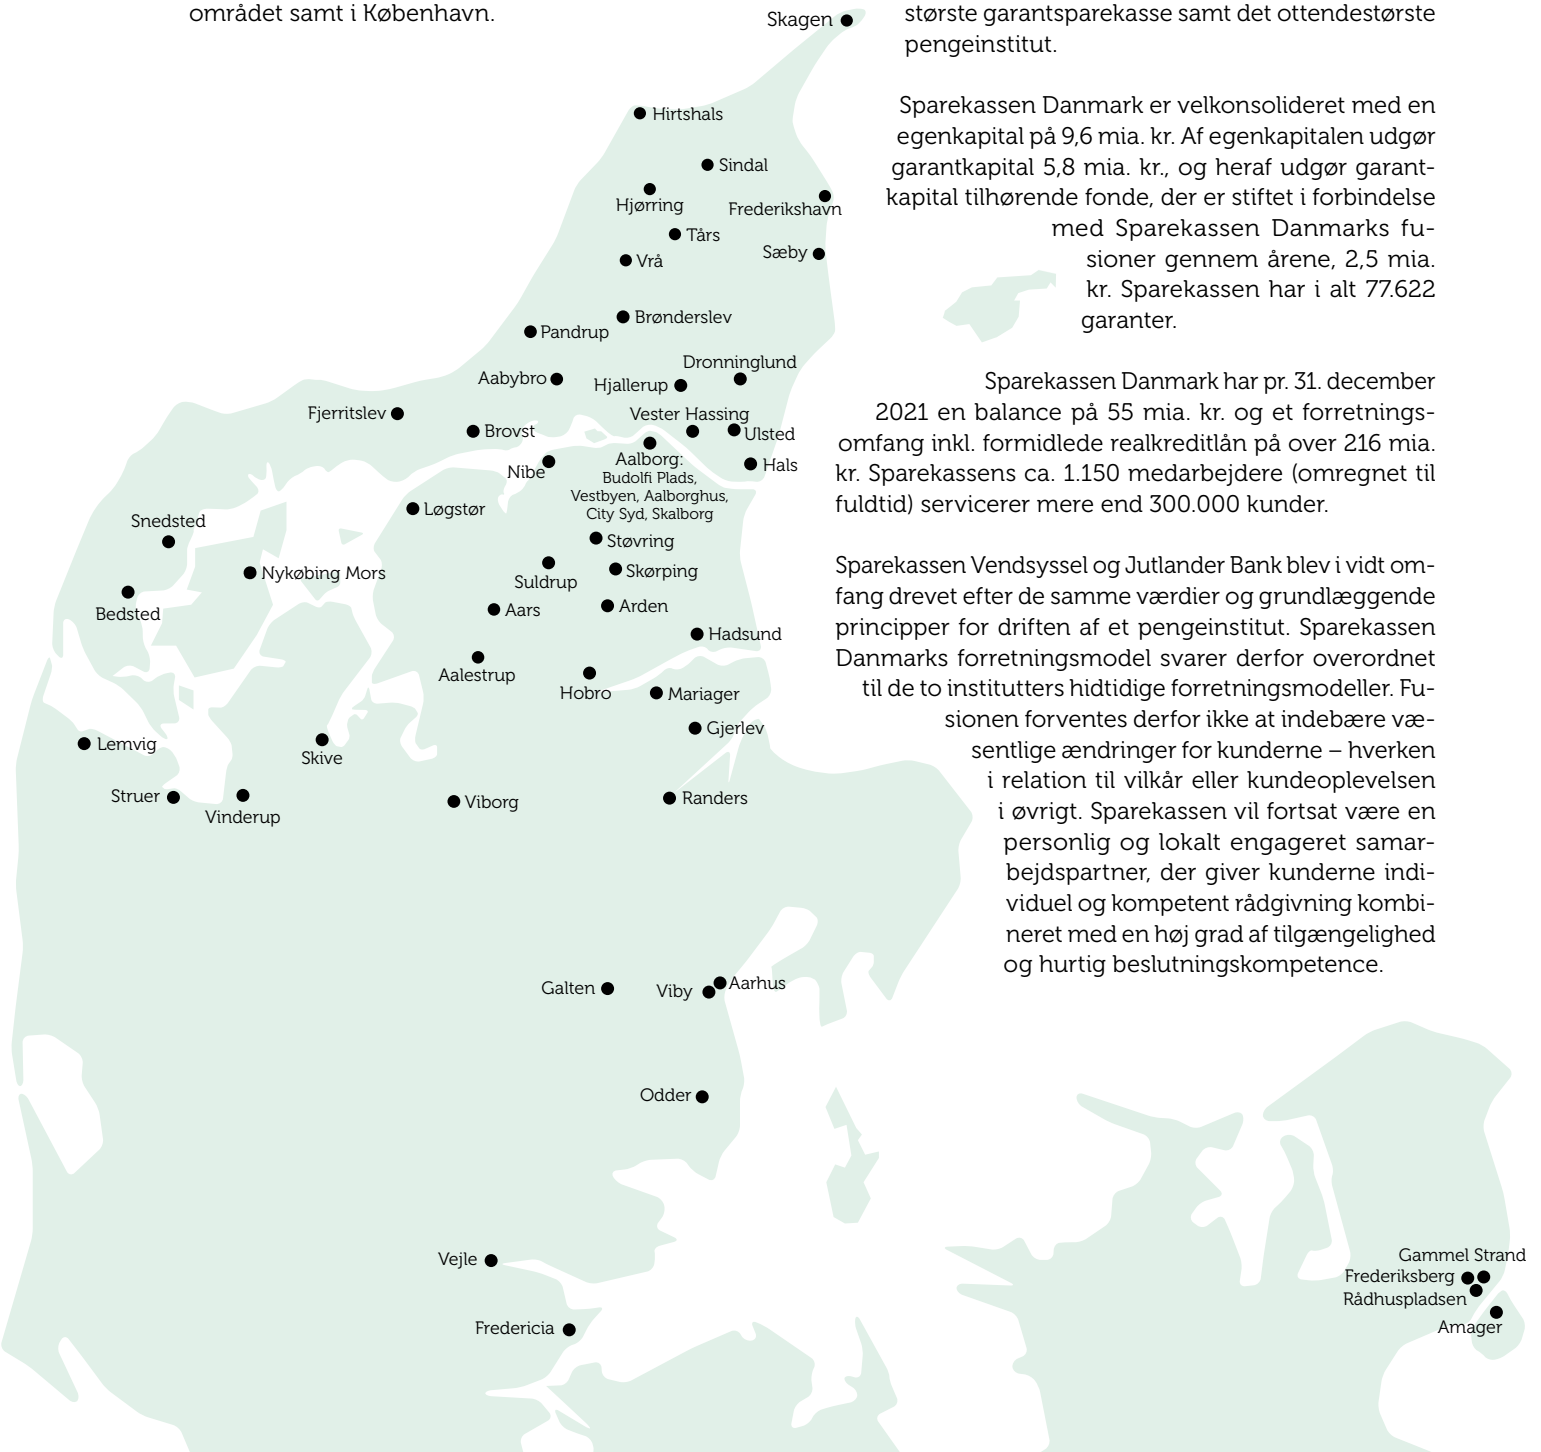 området samt i København.
største garantsparekasse samt det ottendestørste
pengeinstitut.
Sparekassen Danmark er velkonsolideret med en
egenkapital på 9,6 mia. kr. Af egenkapitalen udgør
garantkapital 5,8 mia. kr., og heraf udgør garant-
kapital tilhørende fonde, der er stiftet i forbindelse
med Sparekassen Danmarks fu-
sioner gennem årene, 2,5 mia.
kr. Sparekassen har i alt 77.622
garanter.
Sparekassen Danmark har pr. 31. december
2021 en balance på 55 mia. kr. og et forretnings-
omfang inkl. formidlede realkreditlån på over 216 mia.
kr. Sparekassens ca. 1.150 medarbejdere (omregnet til
fuldtid) servicerer mere end 300.000 kunder.
Sparekassen Vendsyssel og Jutlander Bank blev i vidt om-
fang drevet efter de samme værdier og grundlæggende
principper for driften af et pengeinstitut. Sparekassen
Danmarks forretningsmodel svarer derfor overordnet
til de to institutters hidtidige forretningsmodeller. Fu-
sionen forventes derfor ikke at indebære væ-
sentlige ændringer for kunderne – hverken
i relation til vilkår eller kundeoplevelsen
i øvrigt. Sparekassen vil fortsat være en
personlig og lokalt engageret samar-
bejdspartner, der giver kunderne indi-
viduel og kompetent rådgivning kombi-
neret med en høj grad af tilgængelighed
og hurtig beslutningskompetence.
Skagen
Hirtshals
Sindal
Hjørring
Frederikshavn
Tårs
Sæby
Vrå
Brønderslev
Pandrup
Dronninglund
Aabybro
Hjallerup
Fjerritslev
Vester Hassing
Brovst
Ulsted
Aalborg:
Budolfi Plads,
Vestbyen, Aalborghus,
City Syd, Skalborg
Hals
Nibe
Løgstør
Snedsted
Støvring
Nykøbing Mors
Skørping
Suldrup
Bedsted
Aars
Arden
Hadsund
Aalestrup
Hobro
Mariager
Gjerlev
Lemvig
Skive
Struer
Vinderup
Viborg
Randers
Galten
Viby
Aarhus
Odder
Vejle
Fredericia
Gammel Strand
Frederiksberg
Rådhuspladsen
Amager